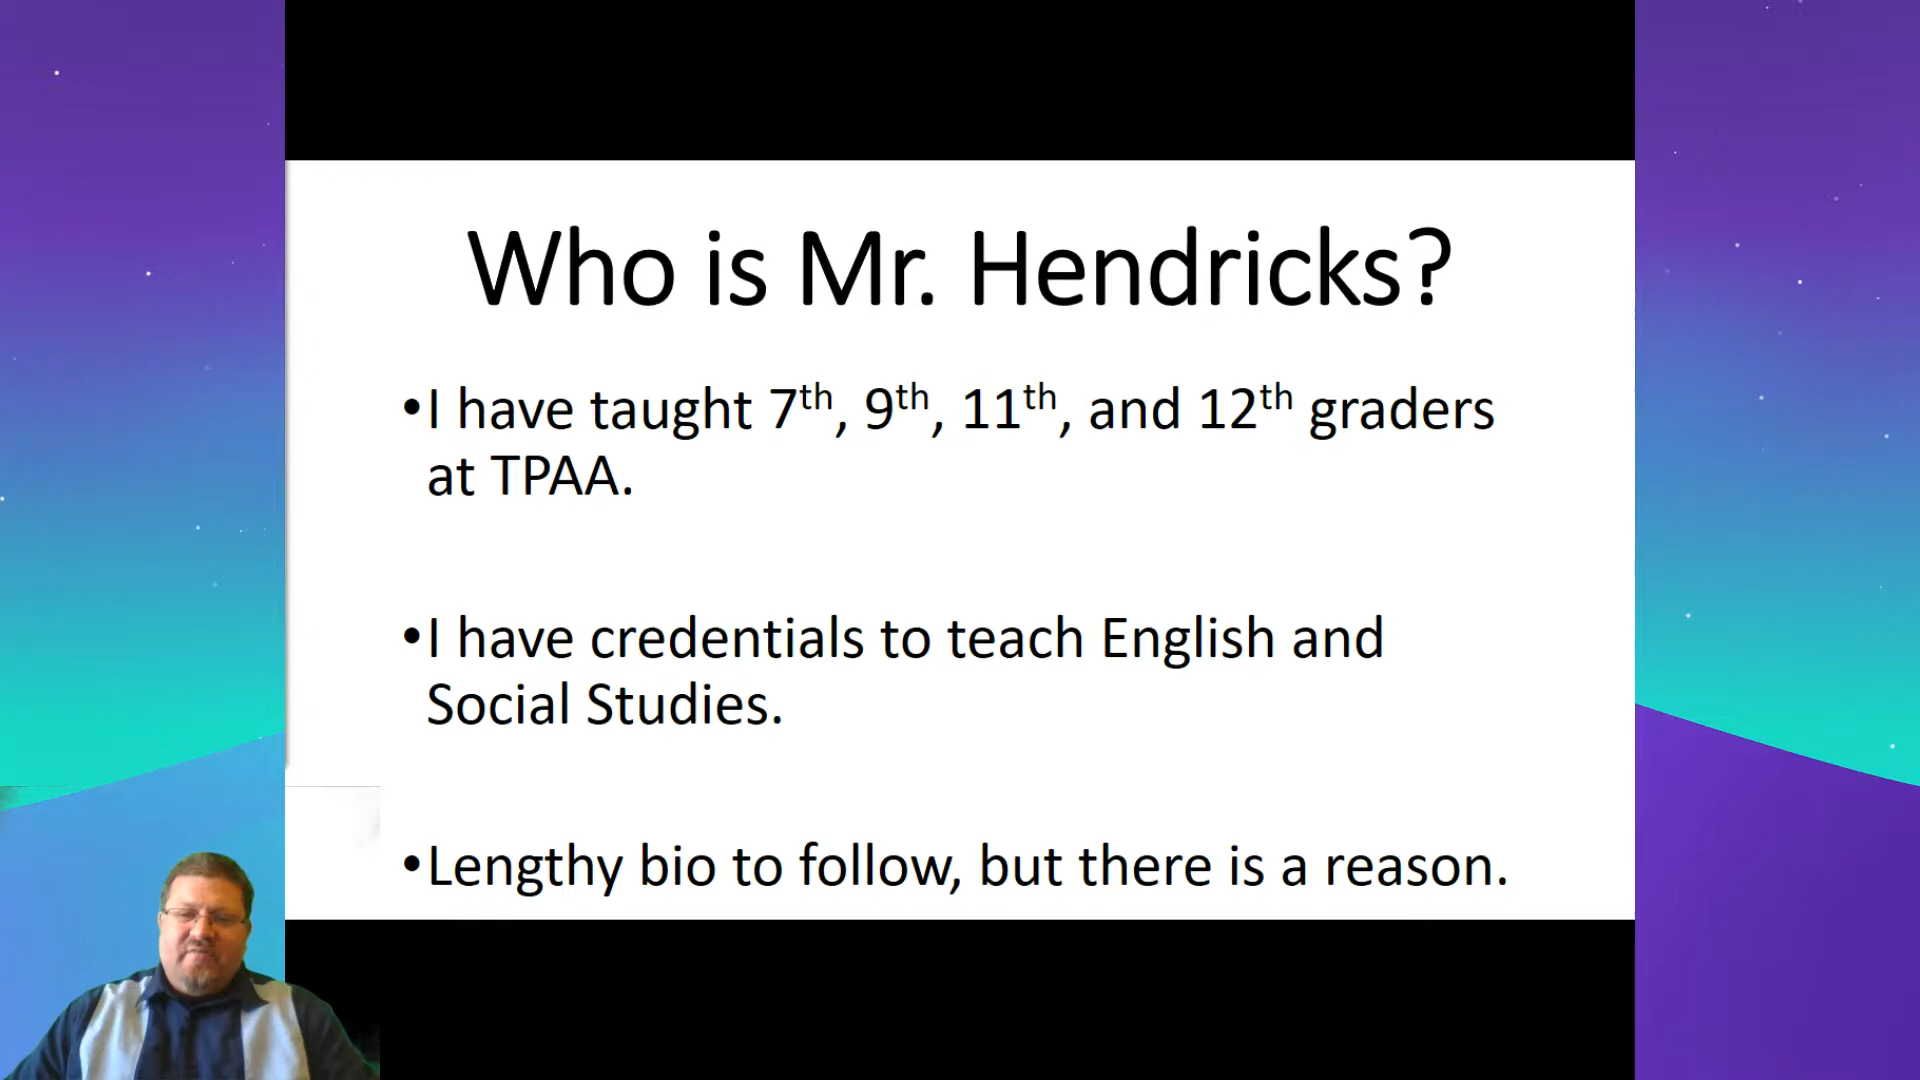 Who is Mr. Hendricks?
•I have taught 7th, 9th, 11th, and 12th graders
at TPAA.
•I have credentials to teach English and
Social Studies.
•Lengthy bio to follow, but there is a reason.